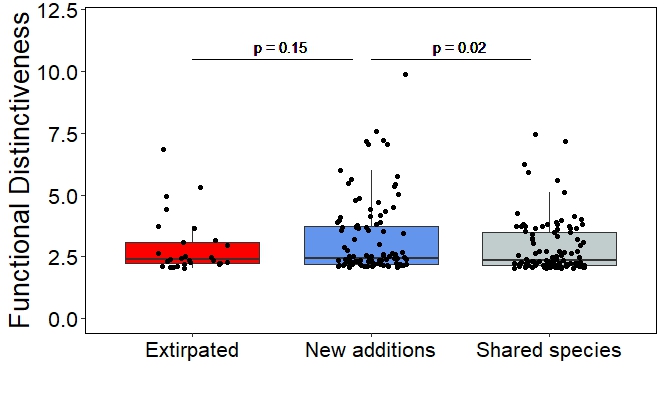 Functional Distinctiveness
12.5
10.0
7.5
5.0
2.5
0.0
p = 0.15
p = 0.02
Extirpated
New additions
Shared species